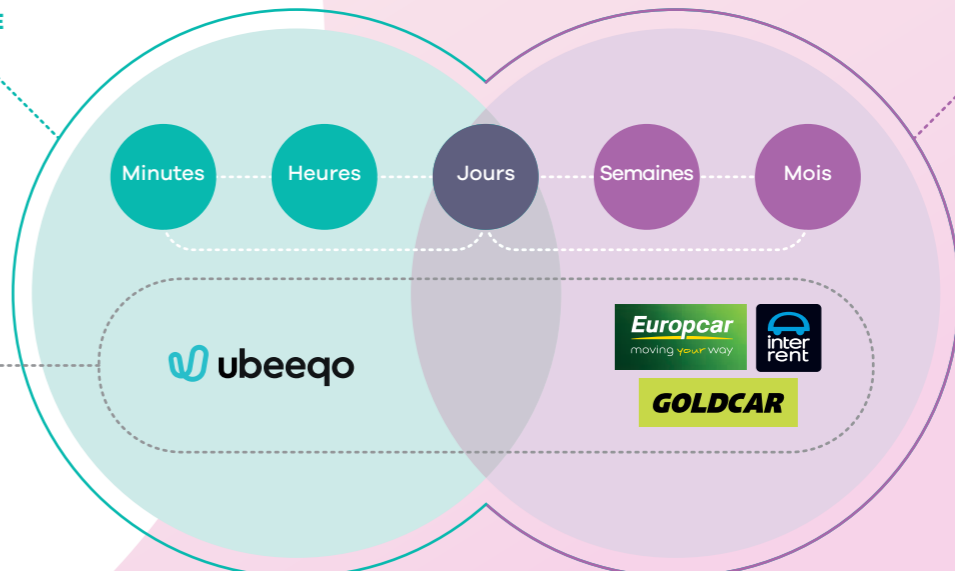 E
Minutes
Heures
Jours
Semaines
Mois
ubeeqo
Europcar
moving your way
inter
rent
GOLDCAR